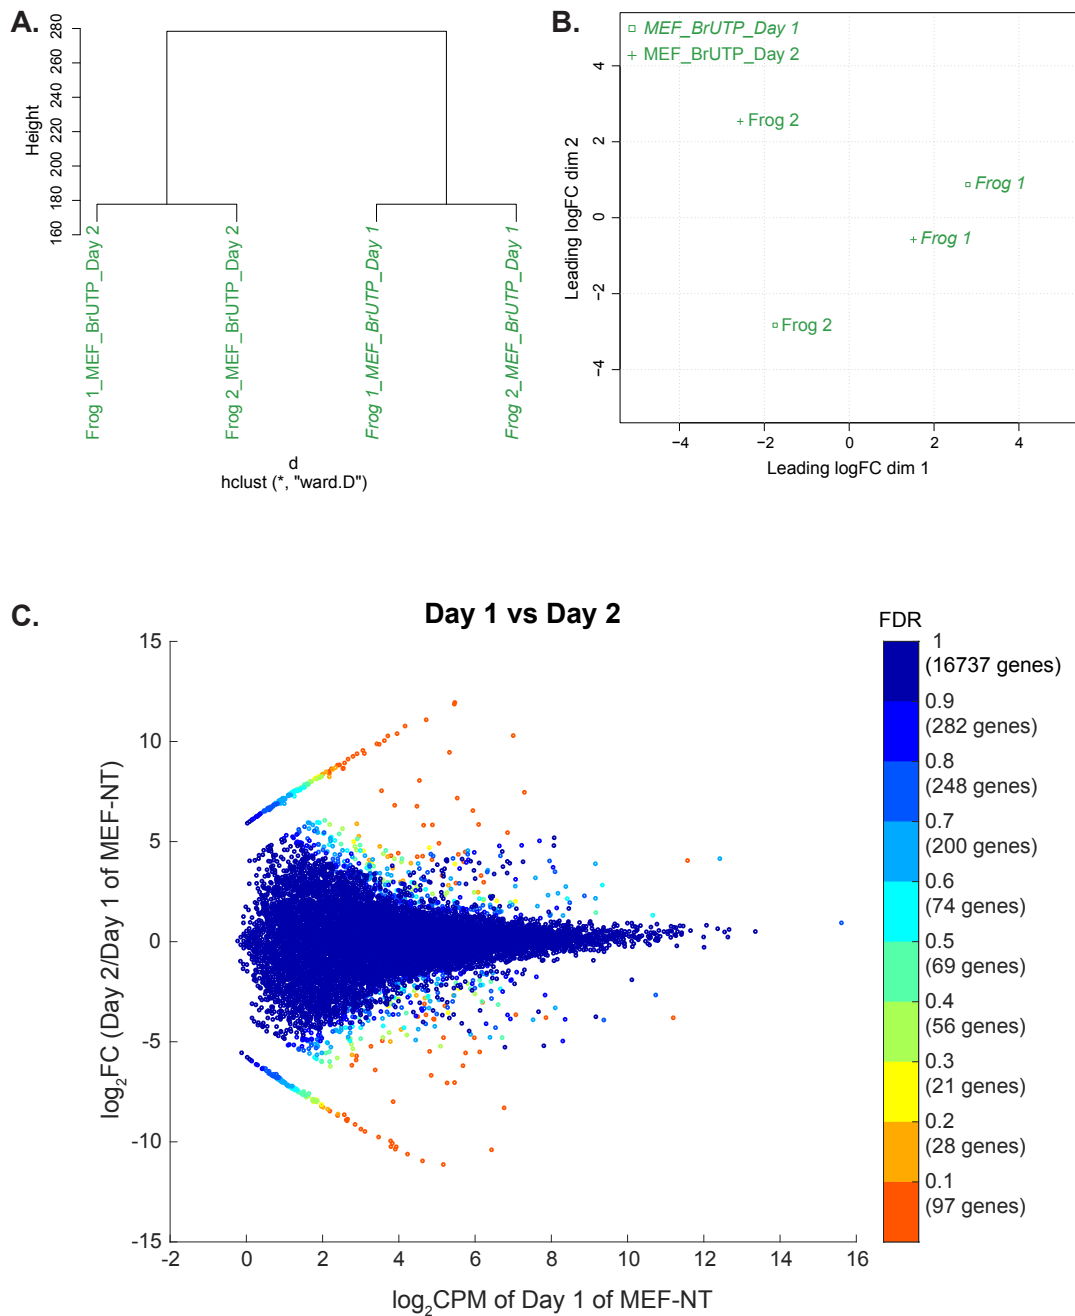 A.
Height
160 180 200 220 240 260 280
Frog 1_MEF_BrUTP_Day 2
Frog 2_MEF_BrUTP_Day 2
Frog 1_MEF_BrUTP_Day 1
Frog 2_MEF_BrUTP_Day 1
d
hclust (*, "ward.D")
B.
MEF_BrUTP_Day 1
MEF_BrUTP_Day 2
Frog 2
Frog 1
Frog 1
Frog 2
Leading logFC dim 2
4
2
0
−2
−4
−4 −2 0 2 4
Leading logFC dim 1
C.
Day 1 vs Day 2
log₂FC (Day 2/Day 1 of MEF-NT)
15
10
5
0
-5
-10
-15
-2 0 2 4 6 8 10 12 14 16
log₂CPM of Day 1 of MEF-NT
FDR
1
(16737 genes)
0.9
(282 genes)
0.8
(248 genes)
0.7
(200 genes)
0.6
(74 genes)
0.5
(69 genes)
0.4
(56 genes)
0.3
(21 genes)
0.2
(28 genes)
0.1
(97 genes)